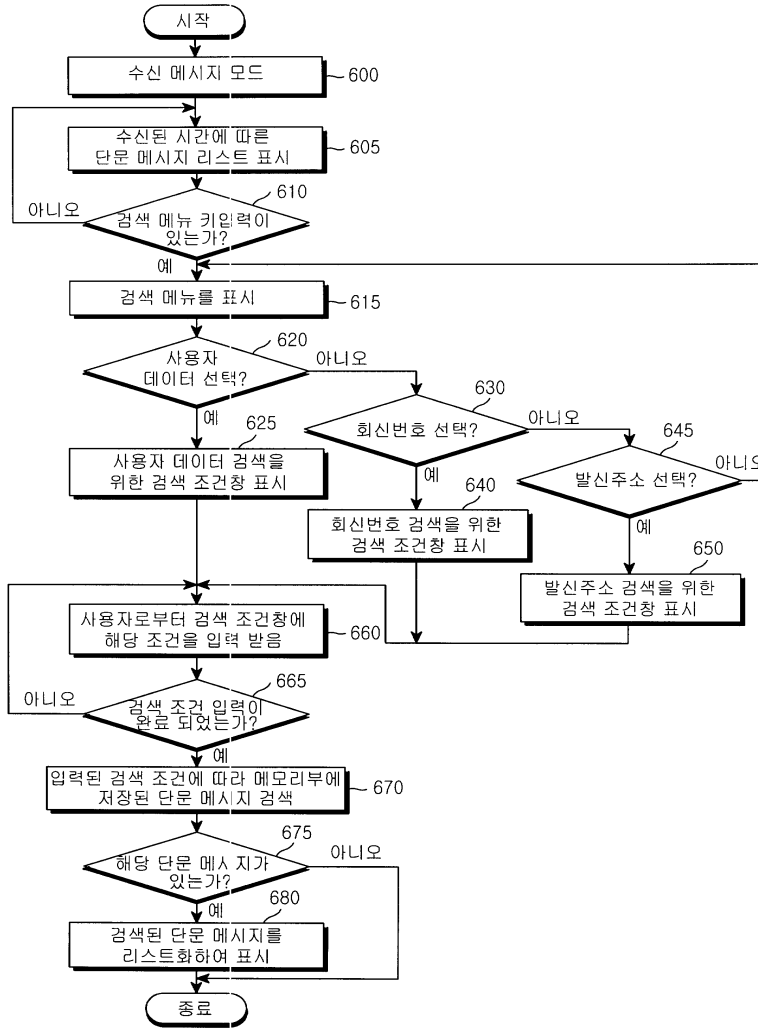 시작
수신 메시지 모드
600
수신된 시간에 따른
단문 메시지 리스트 표시
605
610
아니오
검색 메뉴 키입력이
있는가?
예
검색 메뉴를 표시
615
620
사용자
데이터 선택?
아니오
예
630
회신번호 선택?
아니오
예
645
발신주소 선택?
아니오
예
625
사용자 데이터 검색을
위한 검색 조건창 표시
640
회신번호 검색을 위한
검색 조건창 표시
650
발신주소 검색을 위한
검색 조건창 표시
사용자로부터 검색 조건창에
해당 조건을 입력 받음
660
665
아니오
검색 조건 입력이
완료 되었는가?
예
입력된 검색 조건에 따라 메모리부에
저장된 단문 메시지 검색
670
675
해당 단문 메시지가
있는가?
아니오
예
680
검색된 단문 메시지를
리스트화하여 표시
종료